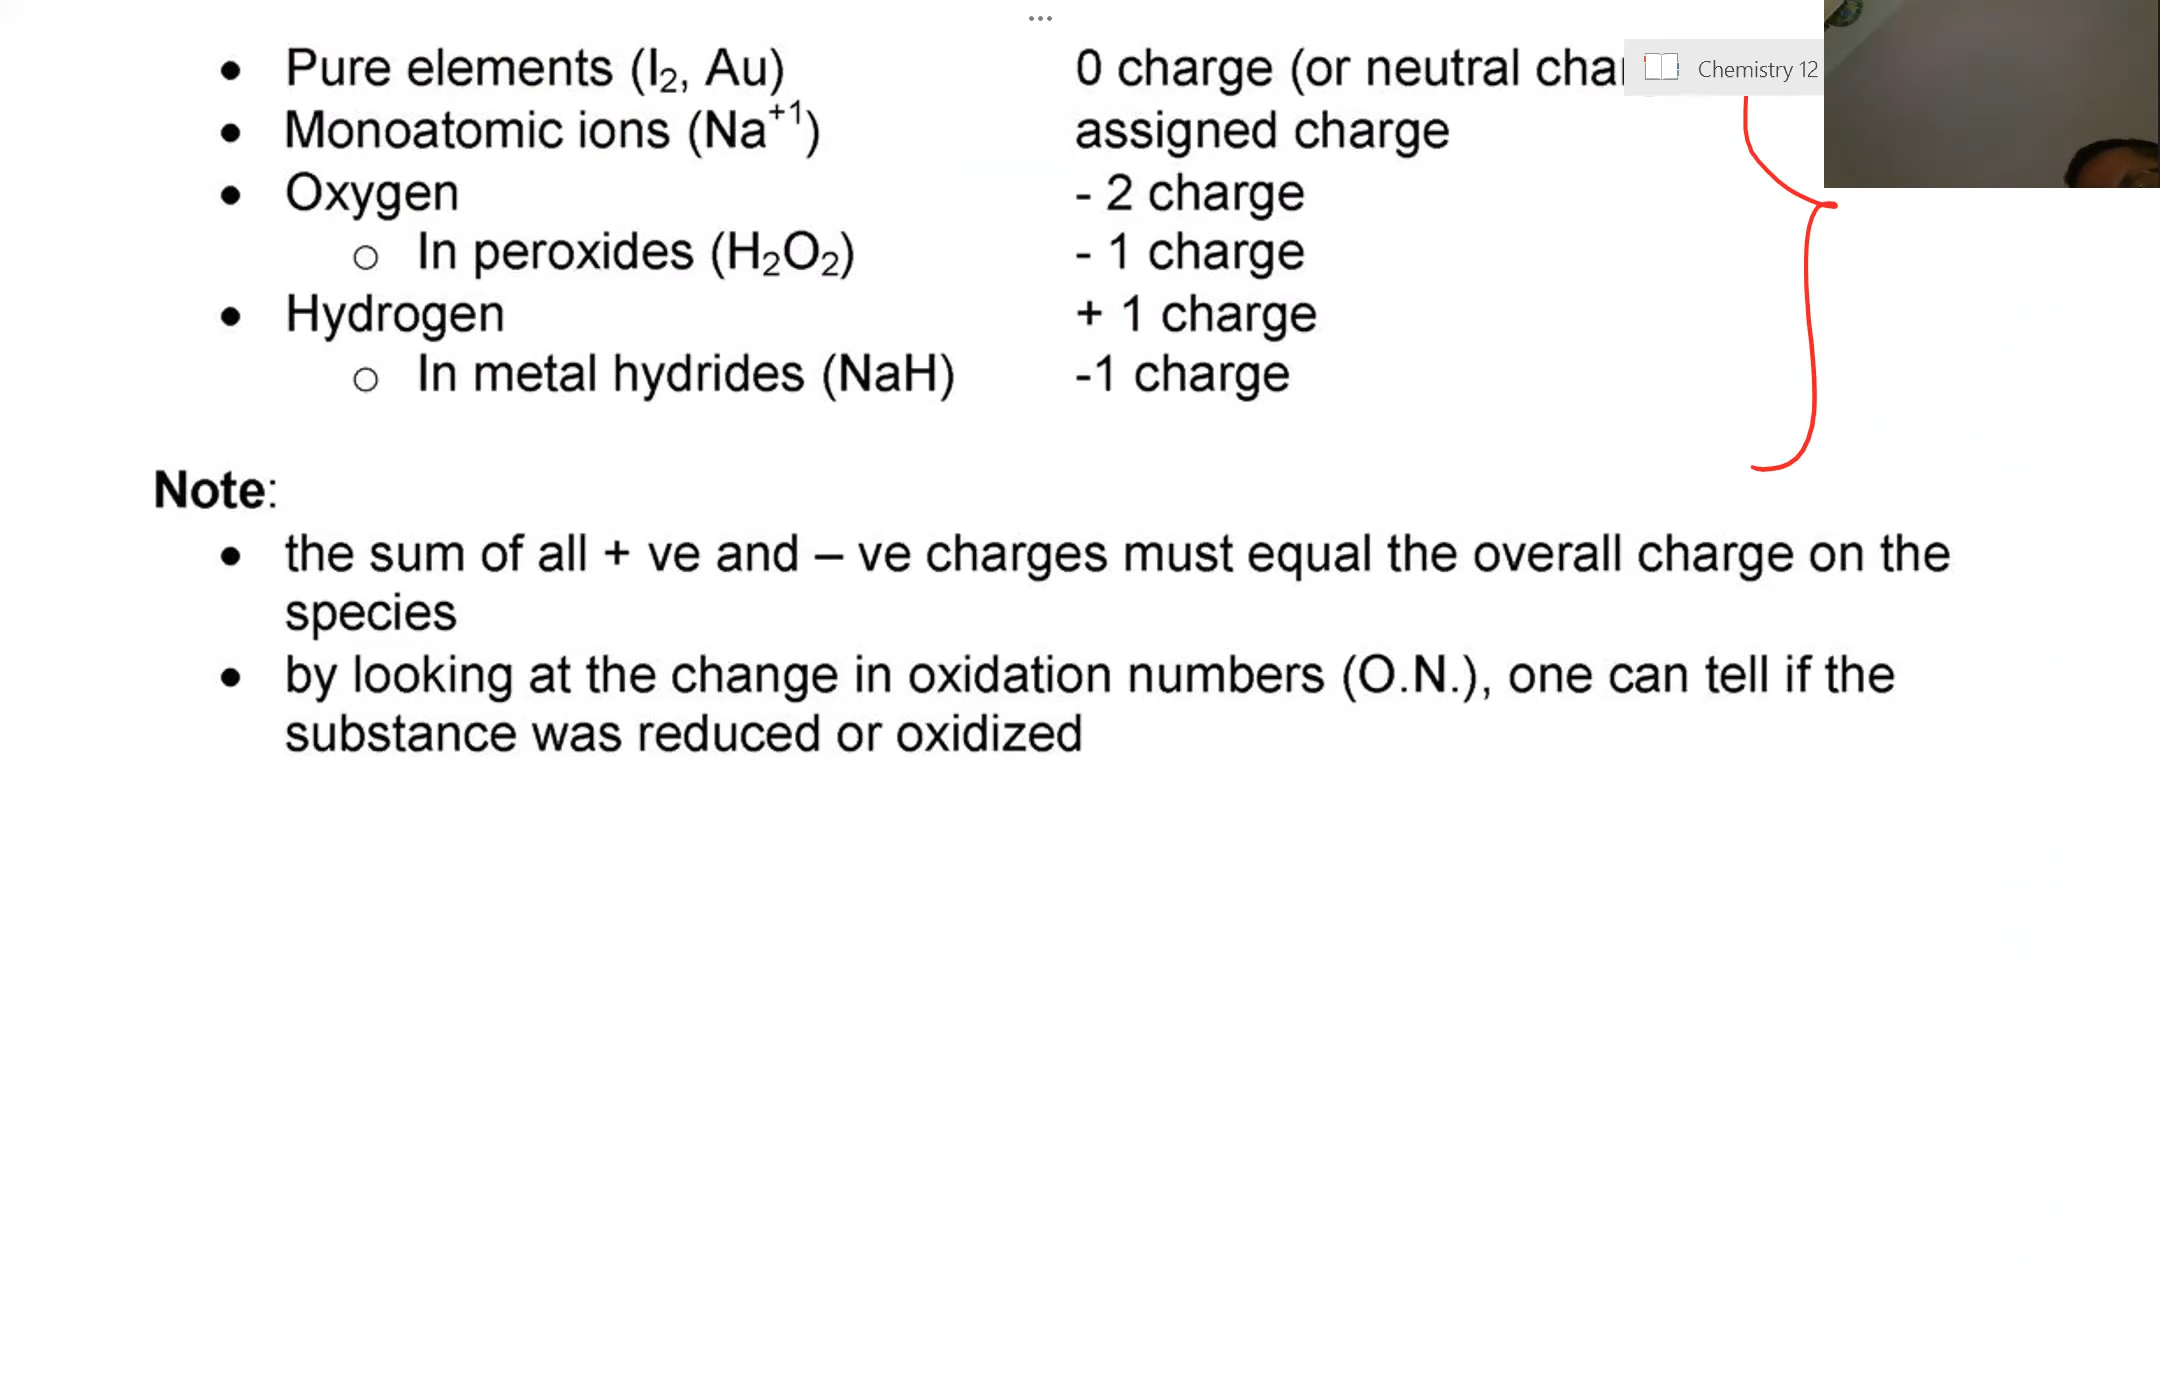 • Pure elements (I₂, Au) 0 charge (or neutral
Chemistry 12
• Monoatomic ions (Na⁺¹) assigned charge
• Oxygen - 2 charge
○ In peroxides (H₂O₂) - 1 charge
• Hydrogen + 1 charge
○ In metal hydrides (NaH) -1 charge
Note:
• the sum of all + ve and – ve charges must equal the overall charge on the
species
• by looking at the change in oxidation numbers (O.N.), one can tell if the
substance was reduced or oxidized